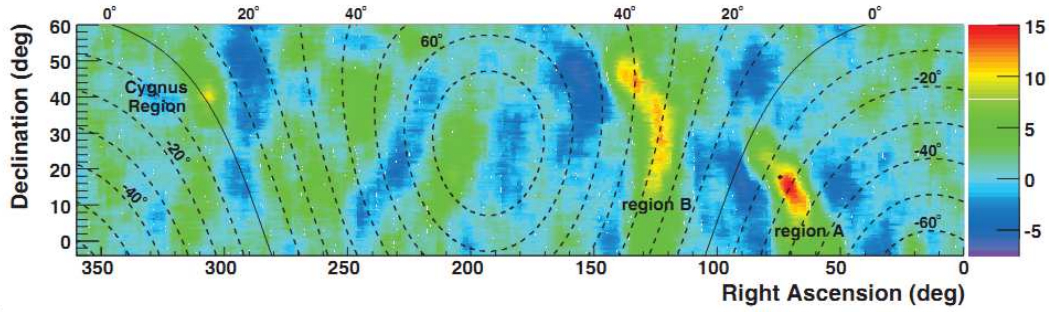 0° 20° 40° 40° 20° 0°
15
10
5
0
-5
Declination (deg)
60
50
40
30
20
10
0
60°
Cygnus
Region
-20°
-40°
region B
region A
-20°
-40°
-60°
350 300 250 200 150 100 50 0
Right Ascension (deg)